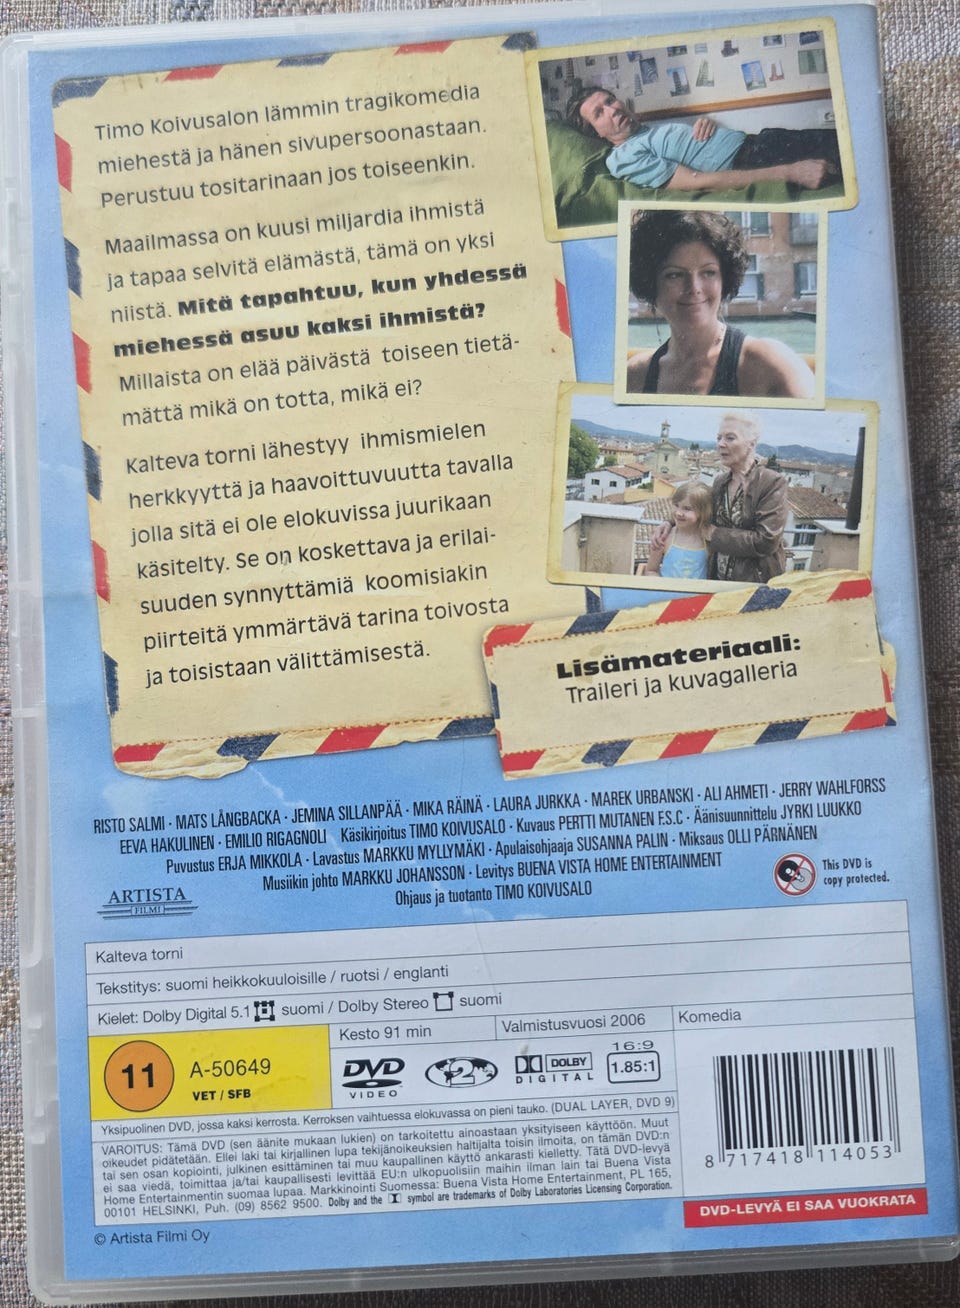 Timo Koivusalon lämmin tragikomedia
miehestä ja hänen sivupersoonastaan.
Perustuu tositarinaan jos toiseenkin.
Maailmassa on kuusi miljardia ihmistä
ja tapaa selvitä elämästä, tämä on yksi
niistä. Mitä tapahtuu, kun yhdessä
miehessä asuu kaksi ihmistä?
Millaista on elää päivästä toiseen tietä-
mättä mikä on totta, mikä ei?
Kalteva torni lähestyy ihmismielen
herkkyyttä ja haavoittuvuutta tavalla
jolla sitä ei ole elokuvissa juurikaan
käsitelty. Se on koskettava ja erilai-
suuden synnyttämiä koomisiakin
piirteitä ymmärtävä tarina toivosta
ja toisistaan välittämisestä.
Lisämateriaali:
Traileri ja kuvagalleria
RISTO SALMI · MATS LÅNGBACKA · JEMINA SILLANPÄÄ · MIKA RÄINÄ · LAURA JURKKA · MAREK URBANSKI · ALI AHMETI · JERRY WAHLFORSS
EEVA HAKULINEN · EMILIO RIGAGNOLI Käsikirjoitus TIMO KOIVUSALO · Kuvaus PERTTI MUTANEN F.S.C · Äänisuunnittelu JYRKI LUUKKO
Puvustus ERJA MIKKOLA · Lavastus MARKKU MYLLYMÄKI · Apulaisohjaaja SUSANNA PALIN · Miksaus OLLI PÄRNÄNEN
Musiikin johto MARKKU JOHANSSON · Levitys BUENA VISTA HOME ENTERTAINMENT
Ohjaus ja tuotanto TIMO KOIVUSALO
ARTISTA
FILMI
This DVD is
copy protected.
Kalteva torni
Tekstitys: suomi heikkokuuloisille / ruotsi / englanti
Kielet: Dolby Digital 5.1 suomi / Dolby Stereo suomi
Kesto 91 min
Valmistusvuosi 2006
Komedia
11
A-50649
VET / SFB
DVD
VIDEO
2
DOLBY
DIGITAL
16:9
1.85:1
Yksipuolinen DVD, jossa kaksi kerrosta. Kerroksen vaihtuessa elokuvassa on pieni tauko. (DUAL LAYER, DVD 9)
VAROITUS: Tämä DVD (sen äänite mukaan lukien) on tarkoitettu ainoastaan yksityiseen käyttöön. Muut
oikeudet pidätetään. Ellei laki tai kirjallinen lupa tekijänoikeuksien haltijalta toisin ilmoita, on tämän DVD:n
tai sen osan kopiointi, julkinen esittäminen tai muu kaupallinen käyttö ankarasti kielletty. Tätä DVD-levyä
ei saa viedä, toimittaa ja/tai kaupallisesti levittää EU:n ulkopuolisiin maihin ilman lain tai Buena Vista
Home Entertainmentin suomaa lupaa. Markkinointi Suomessa: Buena Vista Home Entertainment, PL 165,
00101 HELSINKI, Puh. (09) 8562 9500. Dolby and the symbol are trademarks of Dolby Laboratories Licensing Corporation.
8 717418 114053
DVD-LEVYÄ EI SAA VUOKRATA
© Artista Filmi Oy